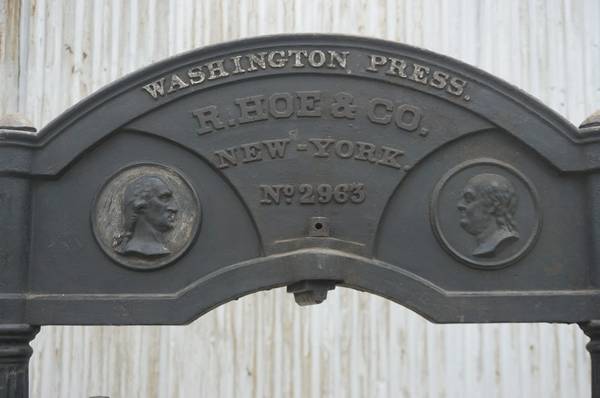 WASHINGTON PRESS.
R. HOE & CO.
NEW-YORK.
No. 2963